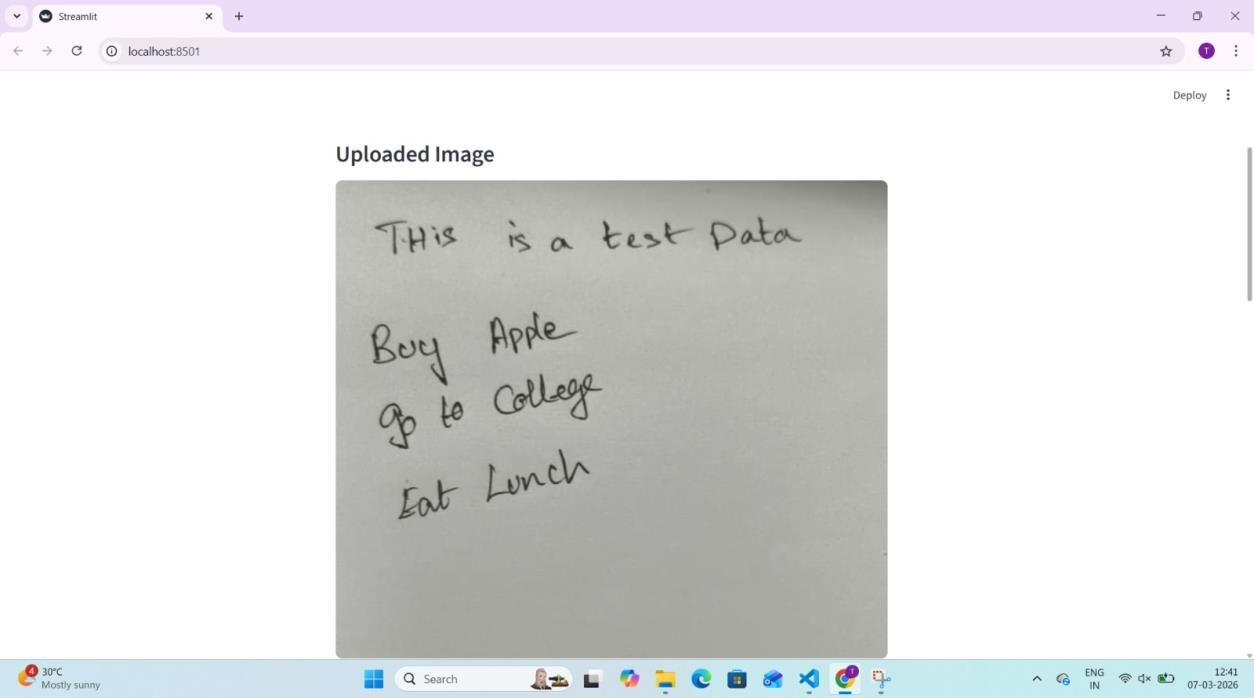 Streamlit
localhost:8501
T
Deploy
Uploaded Image
THis is a test Data
Buy Apple
go to College
Eat Lunch
4
30°C
Mostly sunny
Search
T
ENG
IN
12:41
07-03-2026